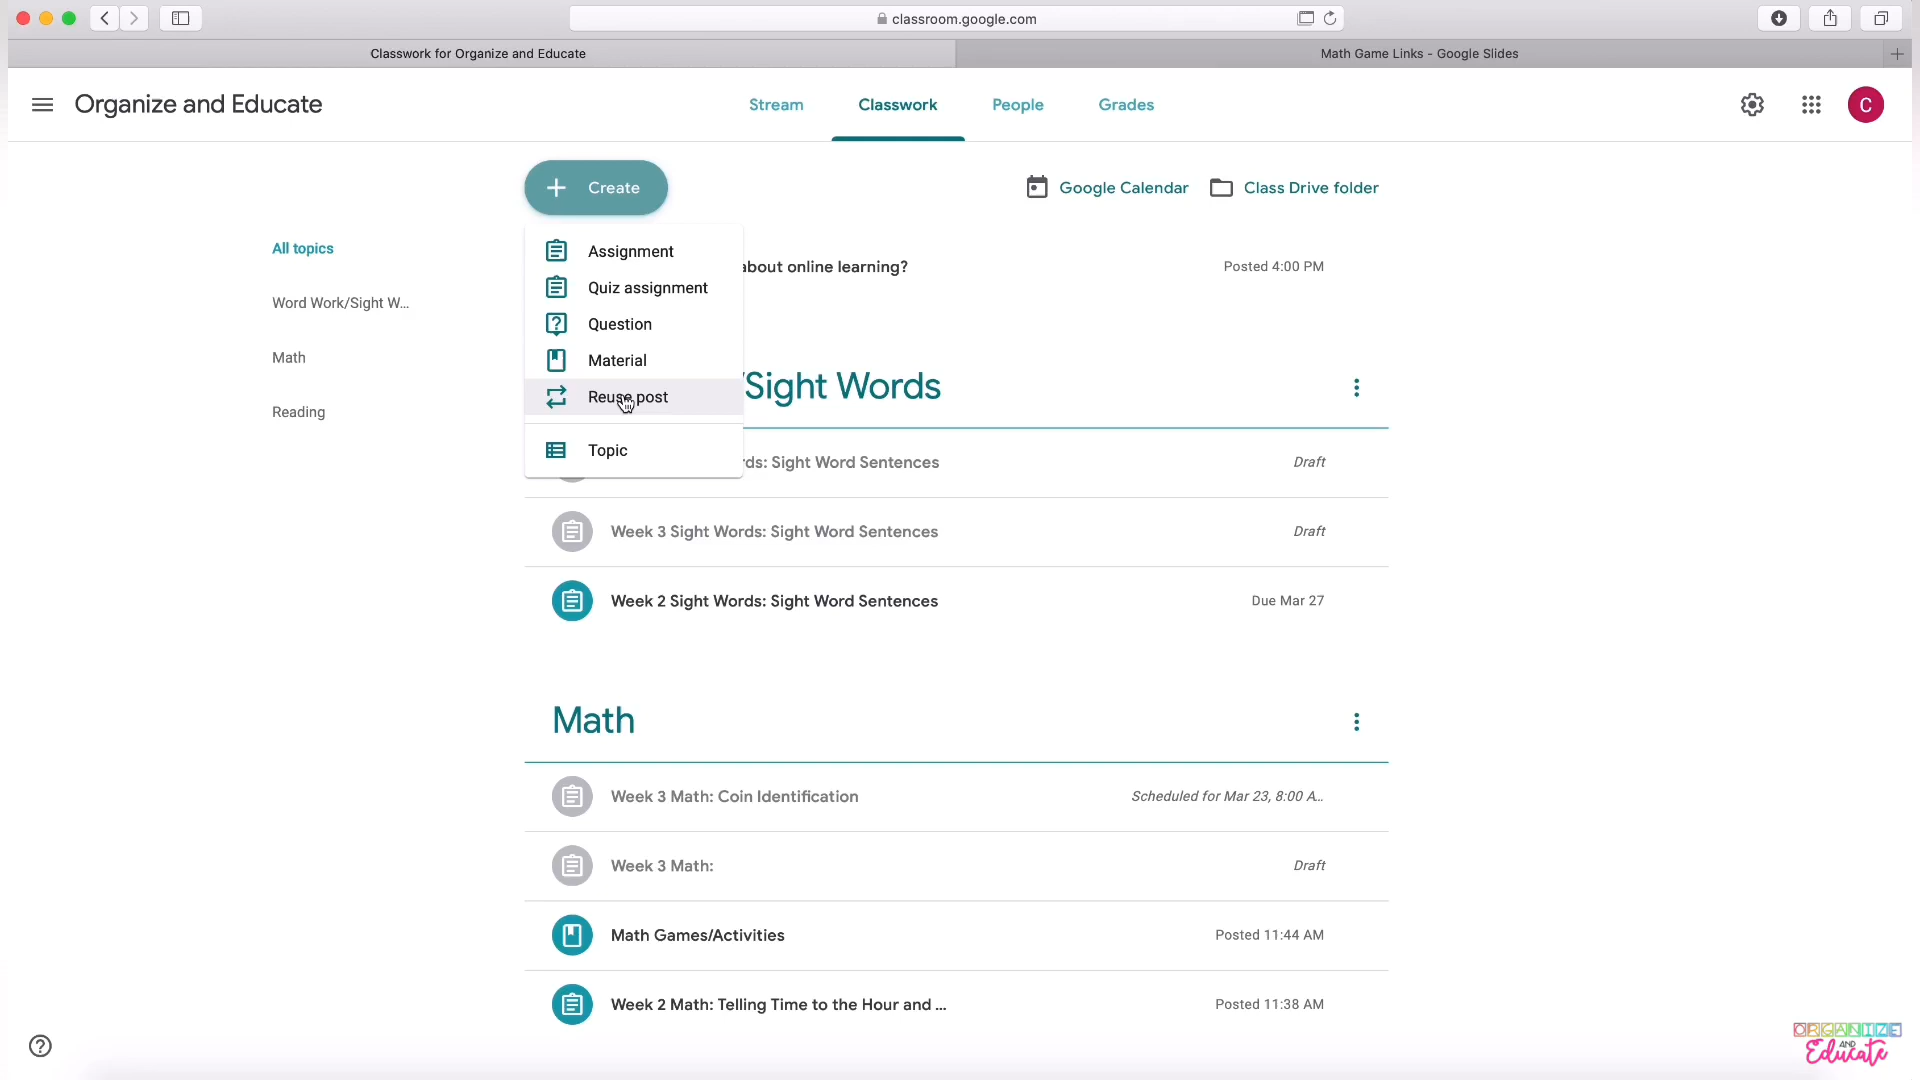 classroom.google.com
Classwork for Organize and Educate
Math Game Links - Google Slides
Organize and Educate
Stream
Classwork
People
Grades
C
Create
Google Calendar
Class Drive folder
All topics
Word Work/Sight W...
Math
Reading
Assignment
Quiz assignment
Question
Material
Reuse post
Topic
about online learning?
Posted 4:00 PM
/Sight Words
rds: Sight Word Sentences
Draft
Week 3 Sight Words: Sight Word Sentences
Draft
Week 2 Sight Words: Sight Word Sentences
Due Mar 27
Math
Week 3 Math: Coin Identification
Scheduled for Mar 23, 8:00 A...
Week 3 Math:
Draft
Math Games/Activities
Posted 11:44 AM
Week 2 Math: Telling Time to the Hour and ...
Posted 11:38 AM
ORGANIZE
AND
Educate